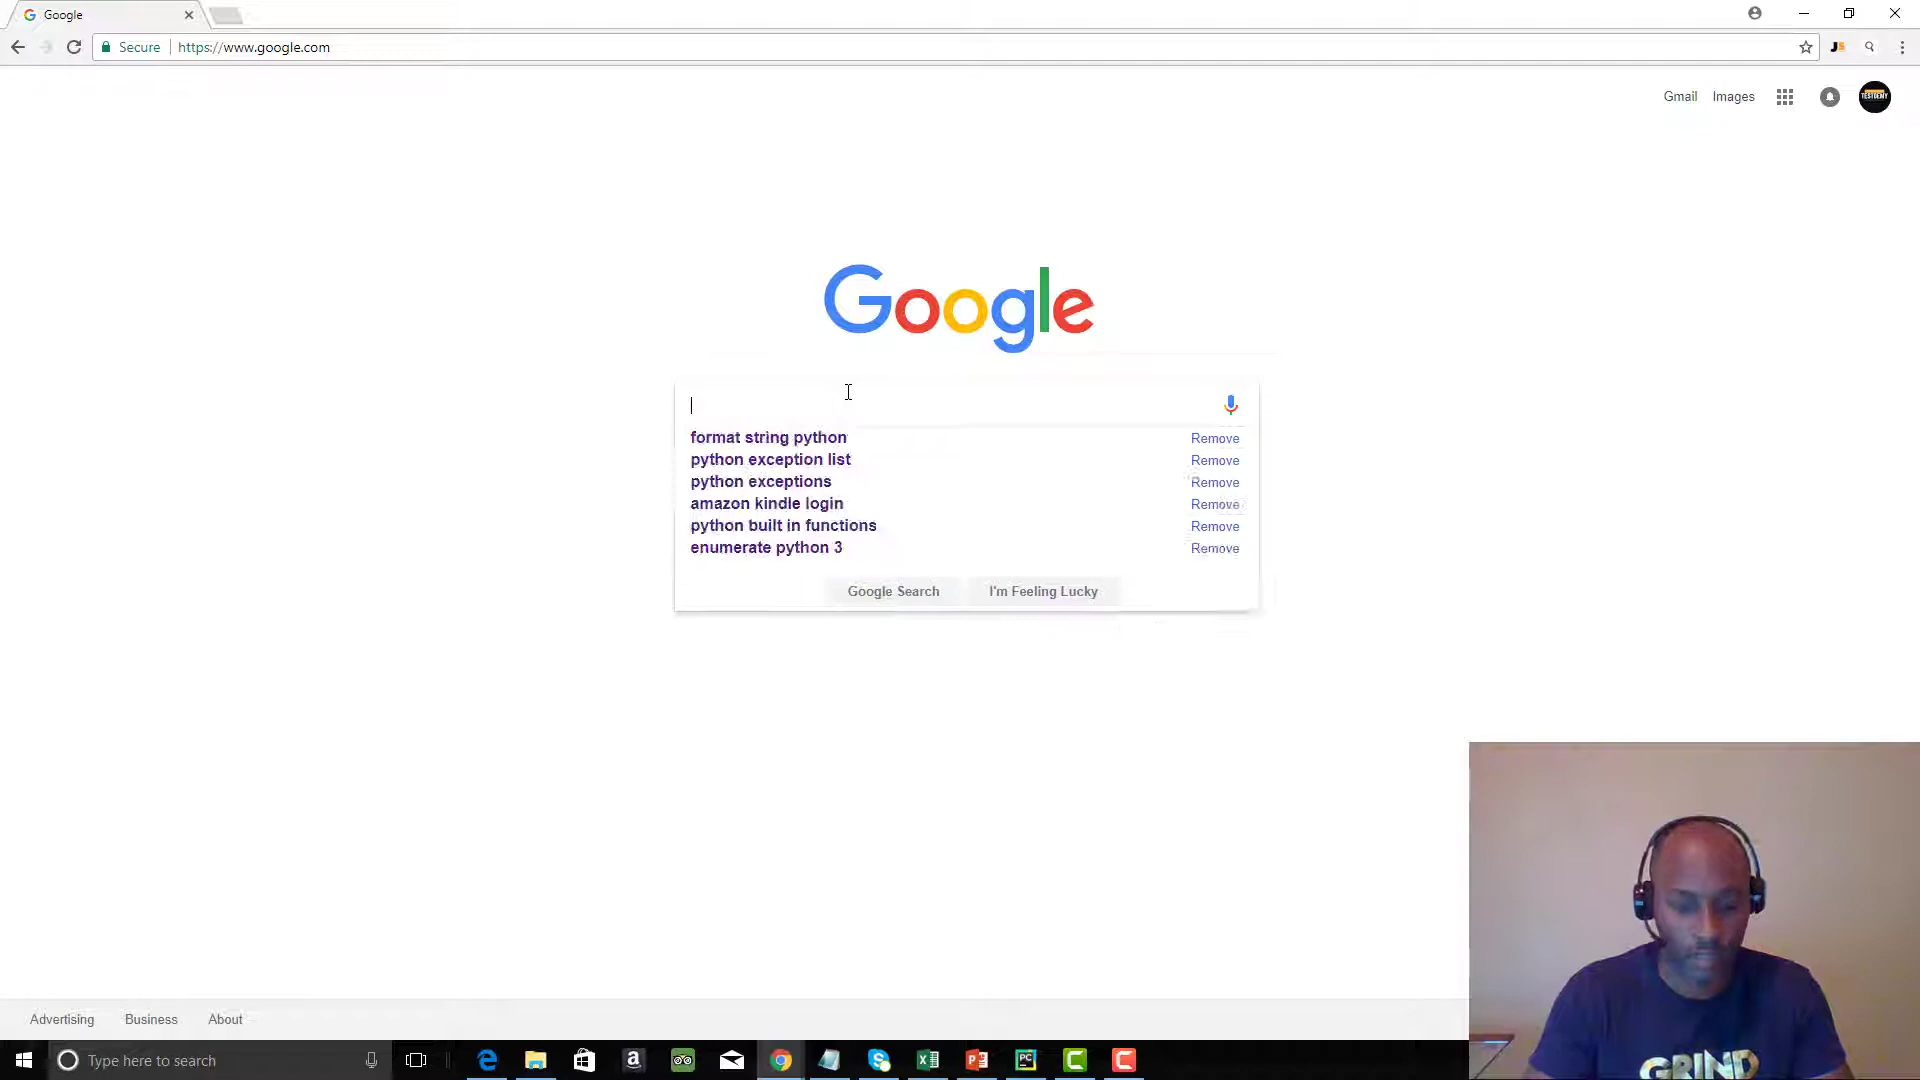 Google
Secure
https://www.google.com
Gmail
Images
TESTDEMY
Google
format string python
Remove
python exception list
Remove
python exceptions
Remove
amazon kindle login
Remove
python built in functions
Remove
enumerate python 3
Remove
Google Search
I'm Feeling Lucky
Advertising
Business
About
Type here to search
GRIND